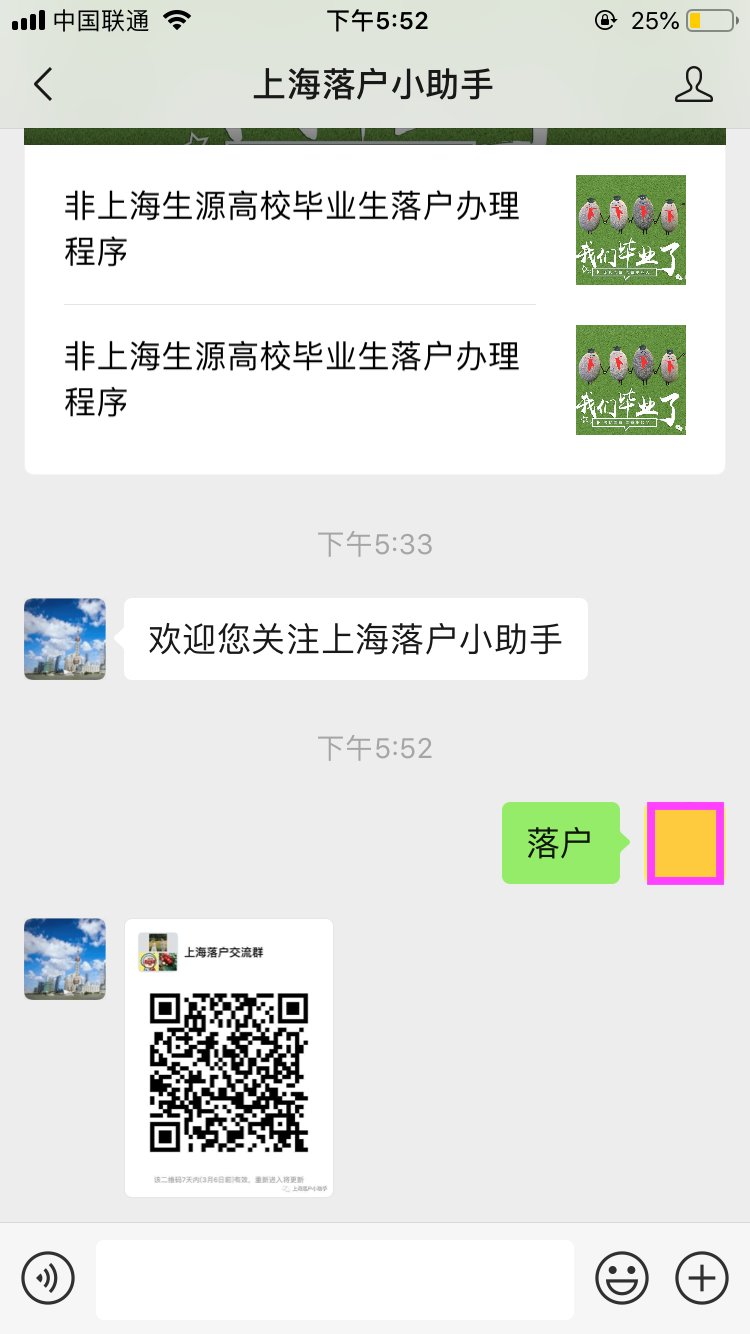 中国联通
下午5:52
25%
上海落户小助手
非上海生源高校毕业生落户办理
程序
我们毕业了
非上海生源高校毕业生落户办理
程序
我们毕业了
下午5:33
欢迎您关注上海落户小助手
下午5:52
落户
上海落户交流群
该二维码7天内(3月6日前)有效，重新进入将更新
上海落户小助手